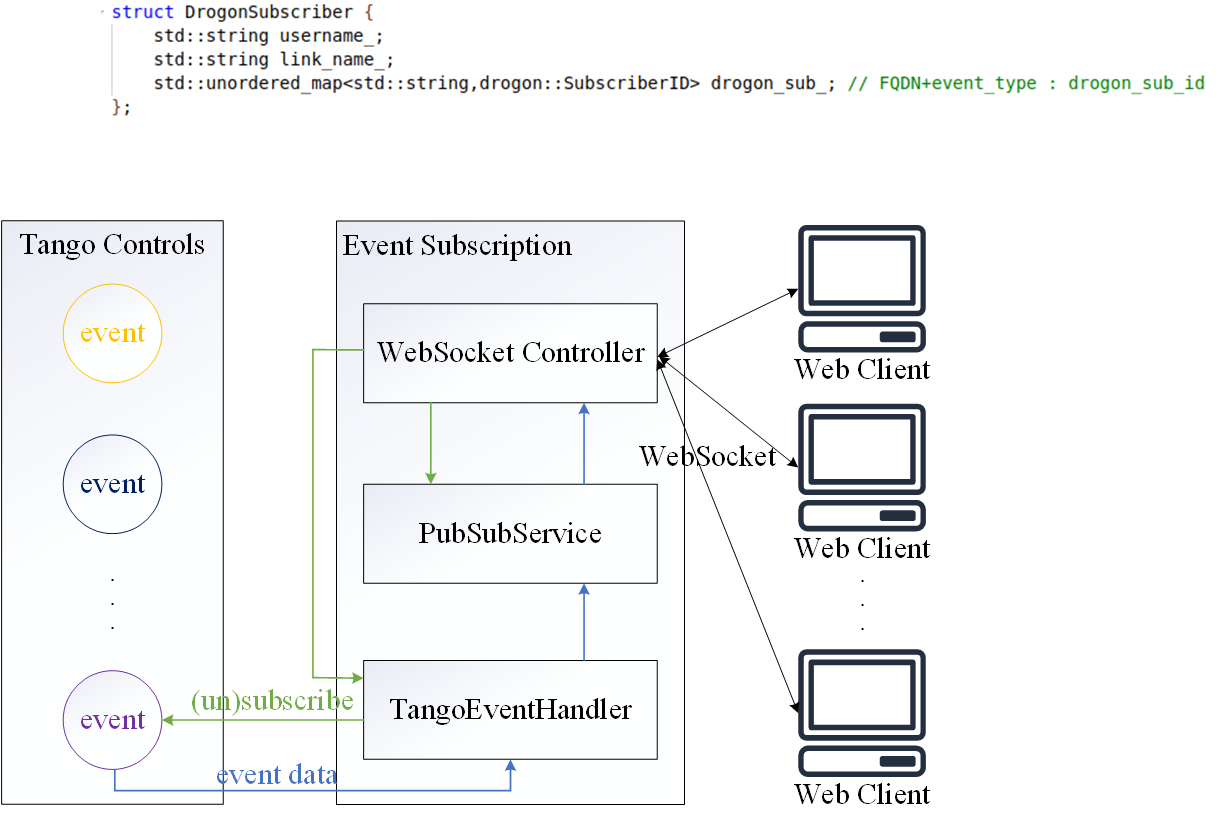 struct DrogonSubscriber {
std::string username_;
std::string link_name_;
std::unordered_map<std::string,drogon::SubscriberID> drogon_sub_; // FQDN+event_type : drogon_sub_id
};
Tango Controls
event
event
.
.
.
event
Event Subscription
WebSocket Controller
PubSubService
TangoEventHandler
(un)subscribe
event data
WebSocket
Web Client
Web Client
.
.
.
Web Client